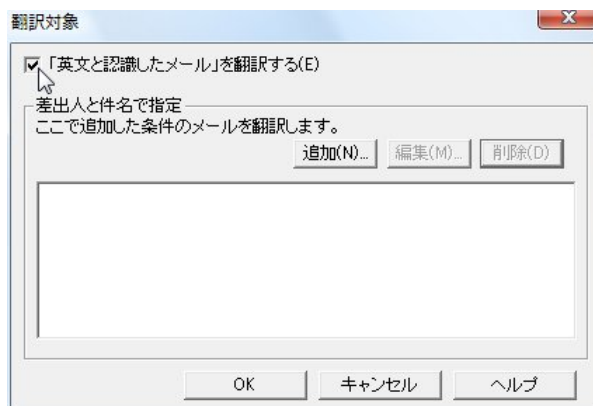 翻訳対象
「英文と認識したメール」を翻訳する(E)
差出人と件名で指定
ここで追加した条件のメールを翻訳します。
追加(N)... 編集(M)... 削除(D)
OK キャンセル ヘルプ